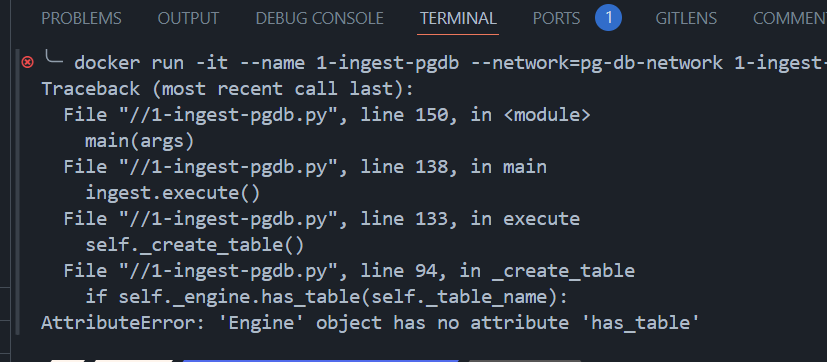 PROBLEMS OUTPUT DEBUG CONSOLE TERMINAL PORTS 1 GITLENS COMMEN
docker run -it --name 1-ingest-pgdb --network=pg-db-network 1-ingest-
Traceback (most recent call last):
File "//1-ingest-pgdb.py", line 150, in <module>
main(args)
File "//1-ingest-pgdb.py", line 138, in main
ingest.execute()
File "//1-ingest-pgdb.py", line 133, in execute
self._create_table()
File "//1-ingest-pgdb.py", line 94, in _create_table
if self._engine.has_table(self._table_name):
AttributeError: 'Engine' object has no attribute 'has_table'